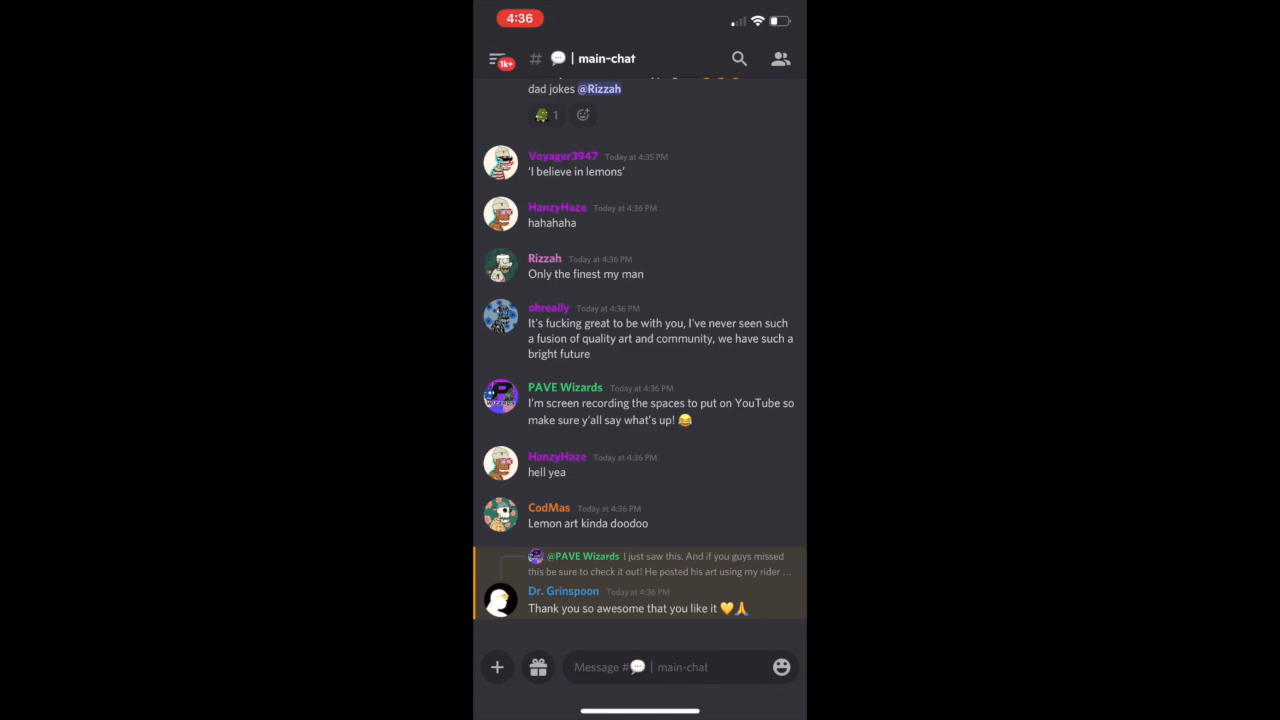 4:36
1k+
# 💬 | main-chat
dad jokes @Rizzah
1
Voyager3947 Today at 4:35 PM
'I believe in lemons'
HanzyHaze Today at 4:36 PM
hahahaha
Rizzah Today at 4:36 PM
Only the finest my man
ohreally Today at 4:36 PM
It's fucking great to be with you, I've never seen such
a fusion of quality art and community, we have such a
bright future
PAVE Wizards Today at 4:36 PM
I'm screen recording the spaces to put on YouTube so
make sure y'all say what's up! 😂
HanzyHaze Today at 4:36 PM
hell yea
CodMas Today at 4:36 PM
Lemon art kinda doodoo
@PAVE Wizards I just saw this. And if you guys missed
this be sure to check it out! He posted his art using my rider ...
Dr. Grinspoon Today at 4:36 PM
Thank you so awesome that you like it 💛🙏
Message #💬 | main-chat